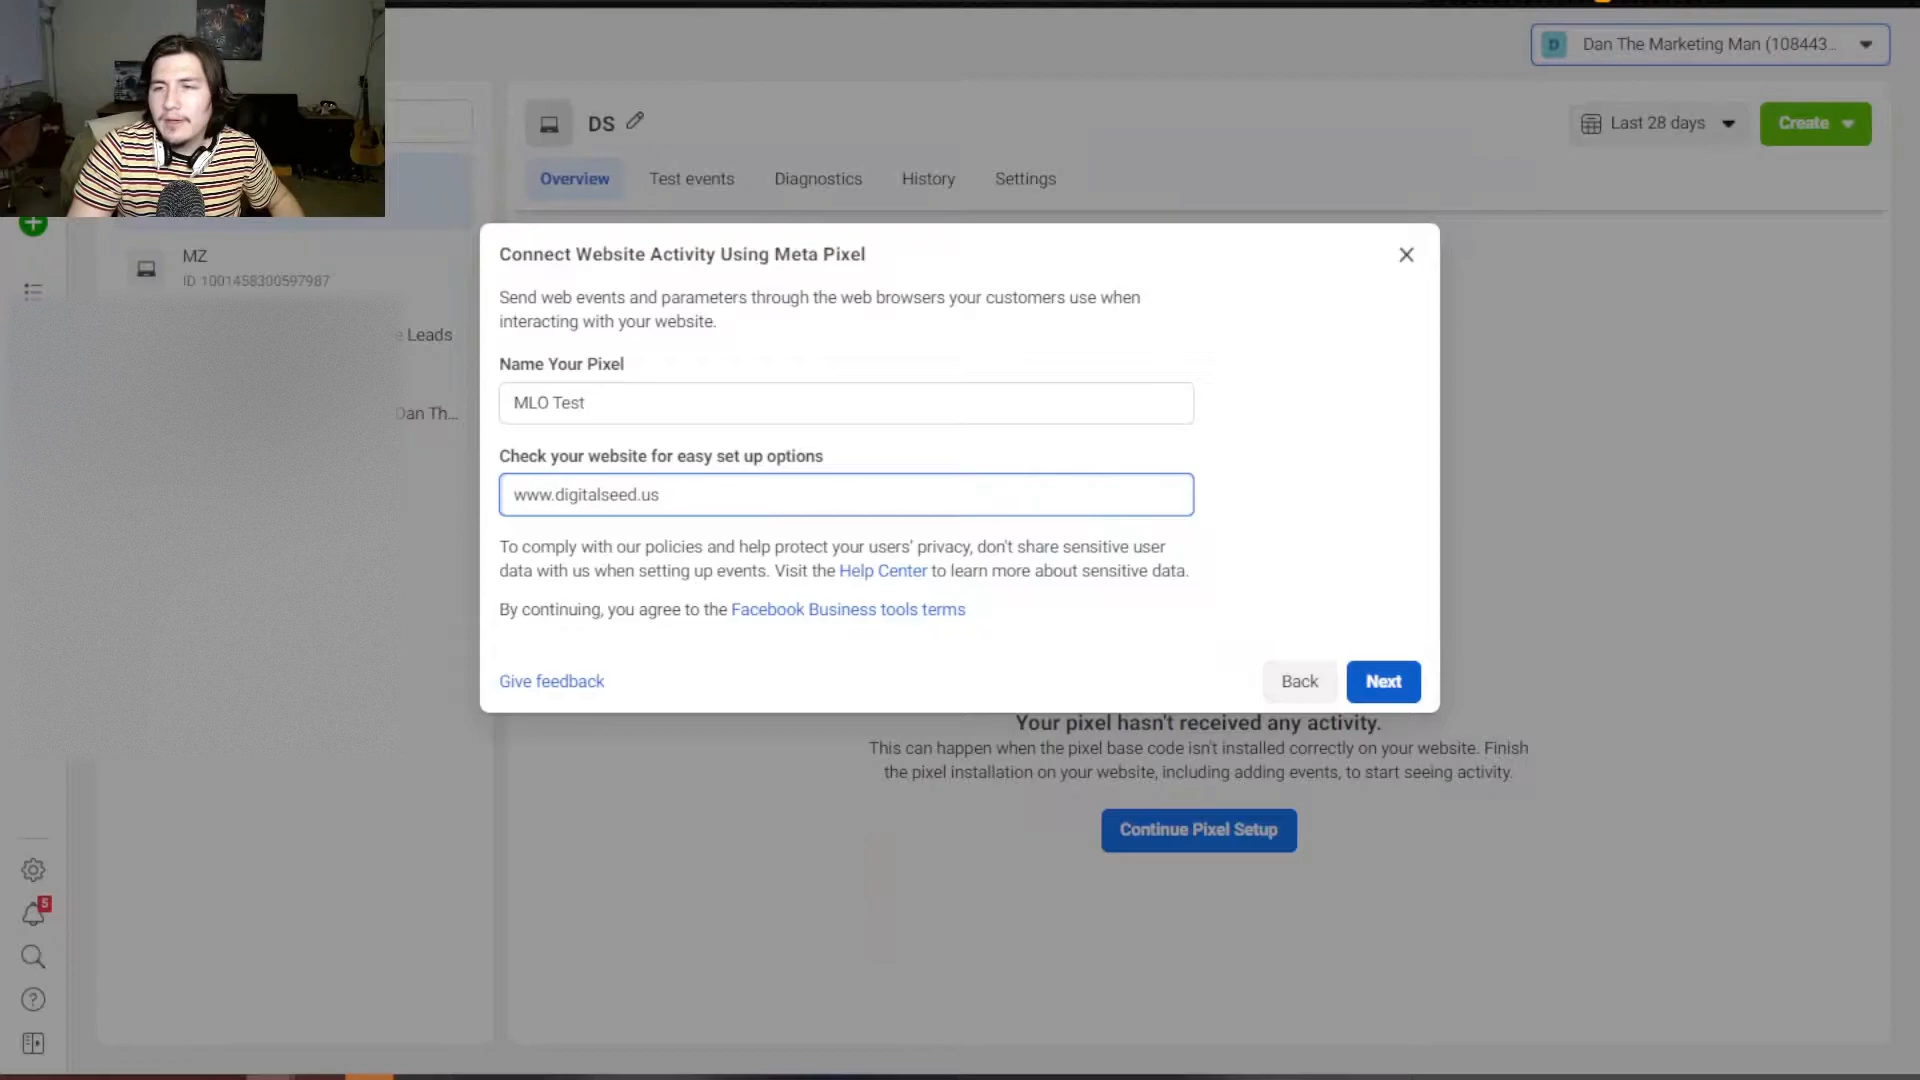 D Dan The Marketing Man (108443...
DS
Last 28 days
Create
Overview
Test events
Diagnostics
History
Settings
MZ
ID 1001458300597987
e Leads
Dan Th...
Connect Website Activity Using Meta Pixel
Send web events and parameters through the web browsers your customers use when
interacting with your website.
Name Your Pixel
MLO Test
Check your website for easy set up options
www.digitalseed.us
To comply with our policies and help protect your users' privacy, don't share sensitive user
data with us when setting up events. Visit the Help Center to learn more about sensitive data.
By continuing, you agree to the Facebook Business tools terms
Give feedback
Back
Next
Your pixel hasn't received any activity.
This can happen when the pixel base code isn't installed correctly on your website. Finish
the pixel installation on your website, including adding events, to start seeing activity.
Continue Pixel Setup
5